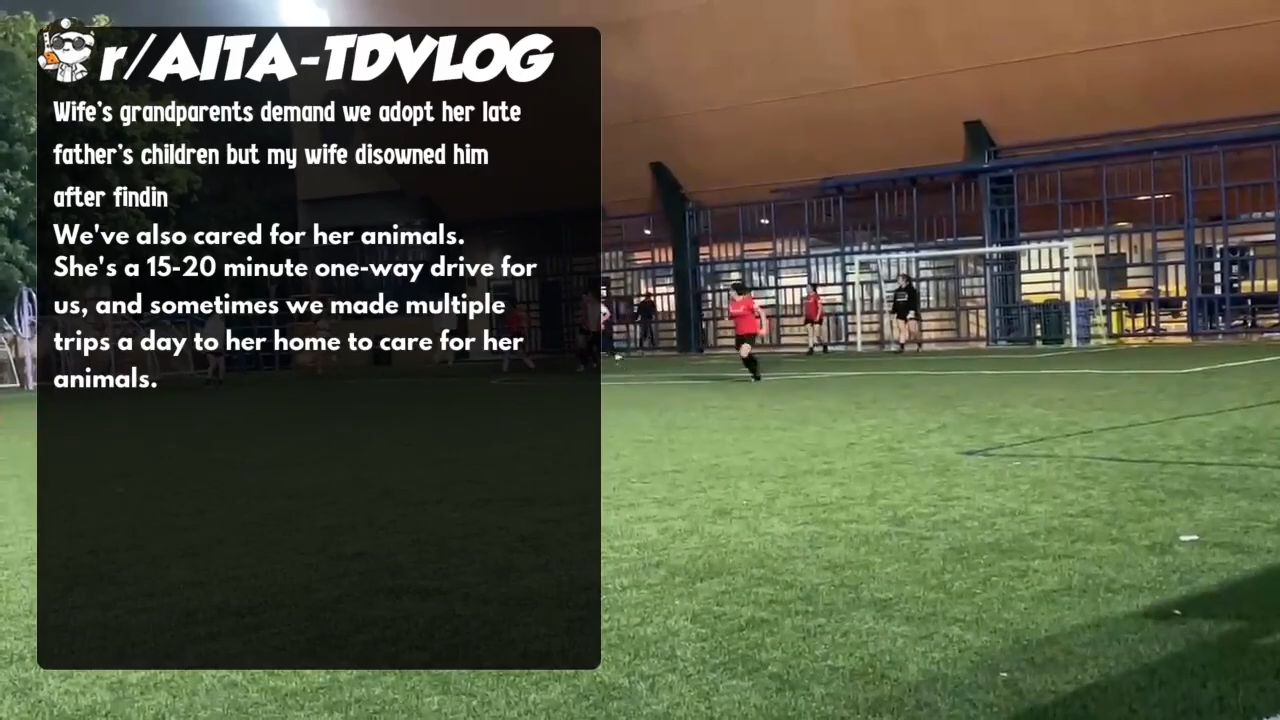 r/AITA-TDVLOG
Wife's grandparents demand we adopt her late
father's children but my wife disowned him
after findin
We've also cared for her animals.
She's a 15-20 minute one-way drive for
us, and sometimes we made multiple
trips a day to her home to care for her
animals.